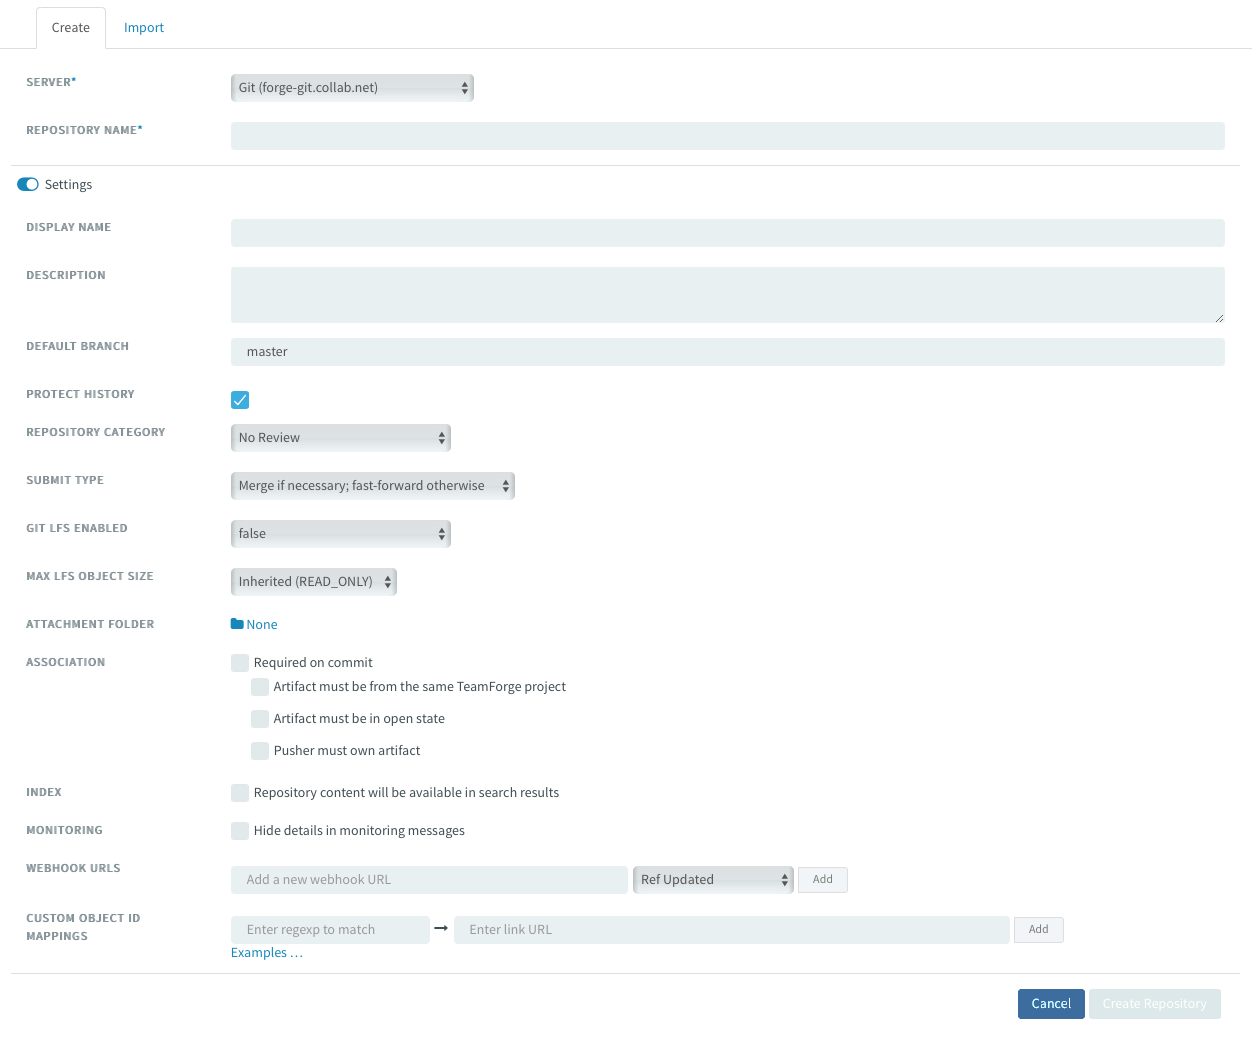 Create Import
SERVER* Git (forge-git.collab.net)
REPOSITORY NAME*
Settings
DISPLAY NAME
DESCRIPTION
DEFAULT BRANCH master
PROTECT HISTORY
REPOSITORY CATEGORY No Review
SUBMIT TYPE Merge if necessary; fast-forward otherwise
GIT LFS ENABLED false
MAX LFS OBJECT SIZE Inherited (READ_ONLY)
ATTACHMENT FOLDER None
ASSOCIATION Required on commit
Artifact must be from the same TeamForge project
Artifact must be in open state
Pusher must own artifact
INDEX Repository content will be available in search results
MONITORING Hide details in monitoring messages
WEBHOOK URLS Add a new webhook URL Ref Updated Add
CUSTOM OBJECT ID
MAPPINGS Enter regexp to match → Enter link URL Add
Examples …
Cancel Create Repository